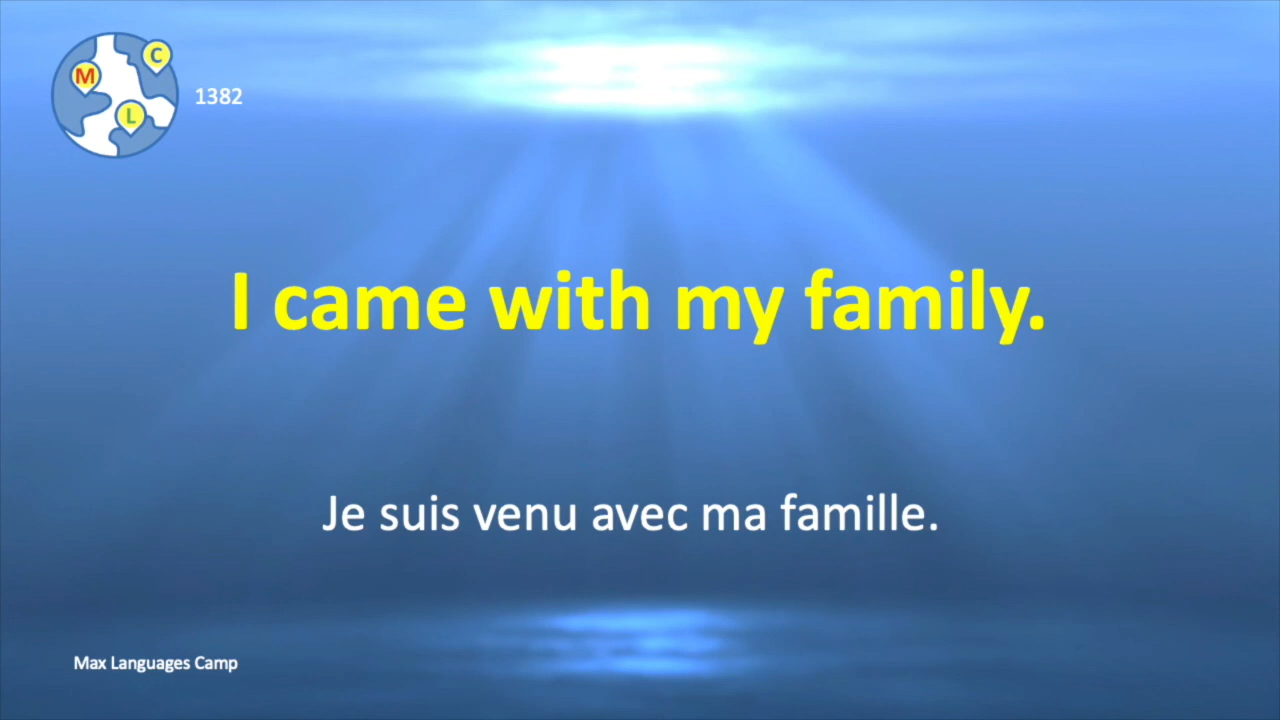 C
M
L
1382
I came with my family.
Je suis venu avec ma famille.
Max Languages Camp